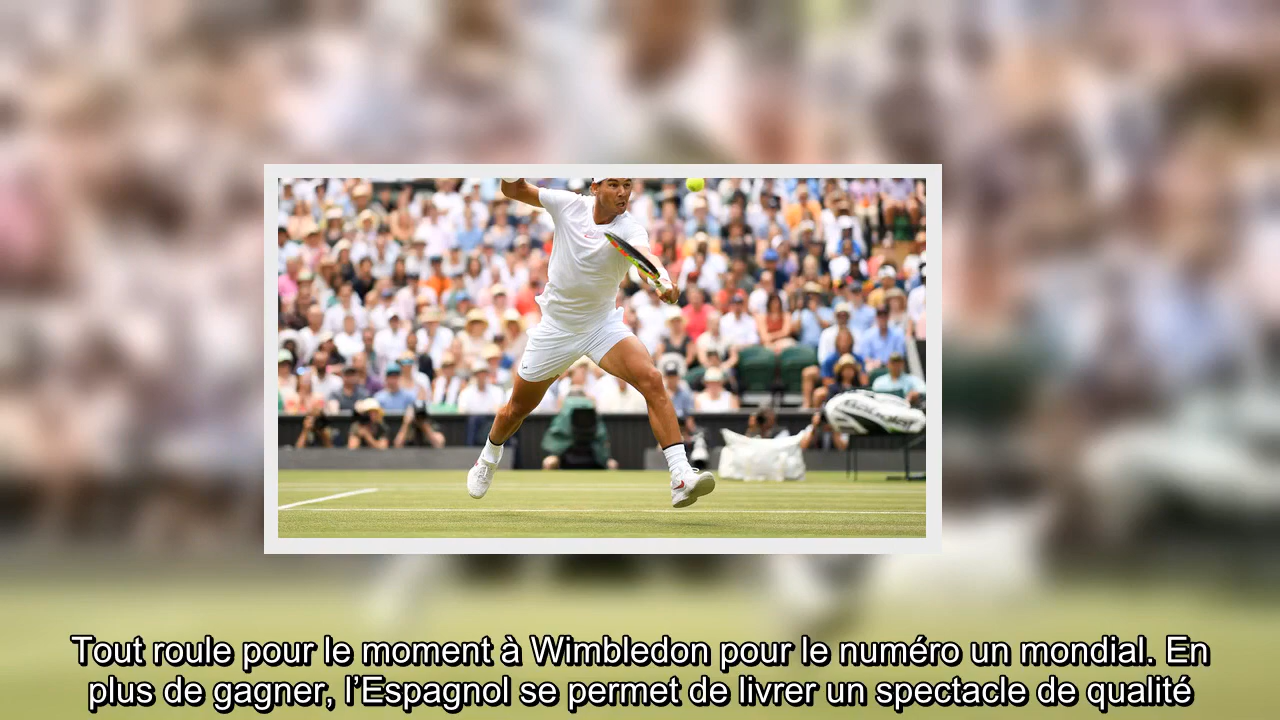 Babolat
Tout roule pour le moment à Wimbledon pour le numéro un mondial. En
plus de gagner, l’Espagnol se permet de livrer un spectacle de qualité